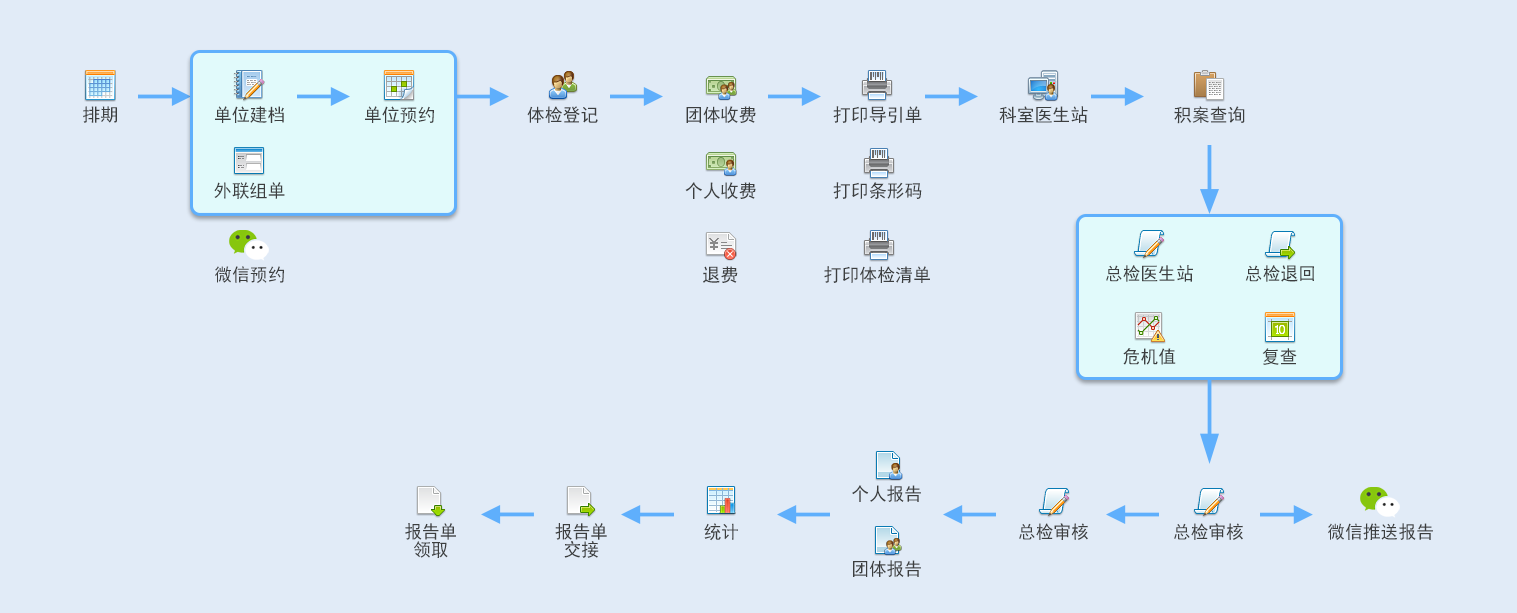 排期
单位建档
单位预约
体检登记
团体收费
打印导引单
科室医生站
积案查询
外联组单
个人收费
打印条形码
微信预约
退费
打印体检清单
总检医生站
总检退回
危机值
10
复查
个人报告
报告单
领取
报告单
交接
统计
总检审核
总检审核
微信推送报告
团体报告